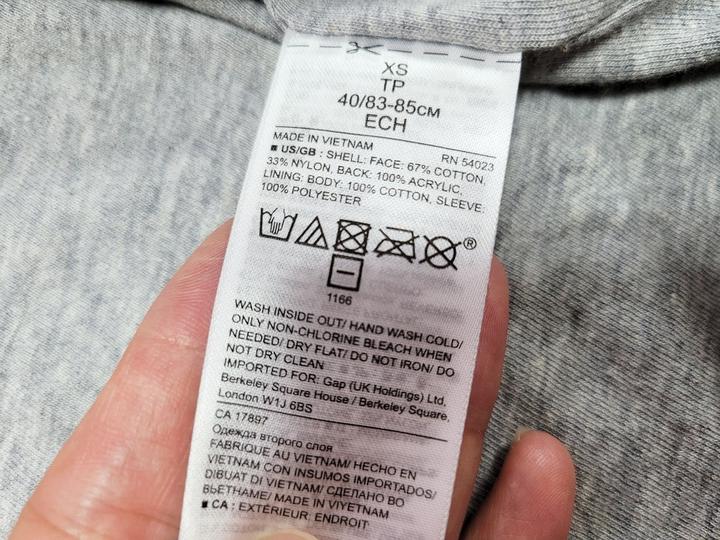 XS
TP
40/83-85см
ECH
MADE IN VIETNAM RN 54023
■ US/GB : SHELL: FACE: 67% COTTON,
33% NYLON, BACK: 100% ACRYLIC,
LINING: BODY: 100% COTTON, SLEEVE:
100% POLYESTER
®
1166
WASH INSIDE OUT/ HAND WASH COLD/
ONLY NON-CHLORINE BLEACH WHEN
NEEDED/ DRY FLAT/ DO NOT IRON/ DO
NOT DRY CLEAN
IMPORTED FOR: Gap (UK Holdings) Ltd,
Berkeley Square House / Berkeley Square,
London W1J 6BS
CA 17897
Одежда второго слоя
FABRIQUE AU VIETNAM/ HECHO EN
VIETNAM CON INSUMOS IMPORTADOS/
DIBUAT DI VIETNAM/ СДЕЛАНО ВО
ВЬЕТНАМЕ/ MADE IN VIYETNAM
■ CA : EXTÉRIEUR: ENDROIT: